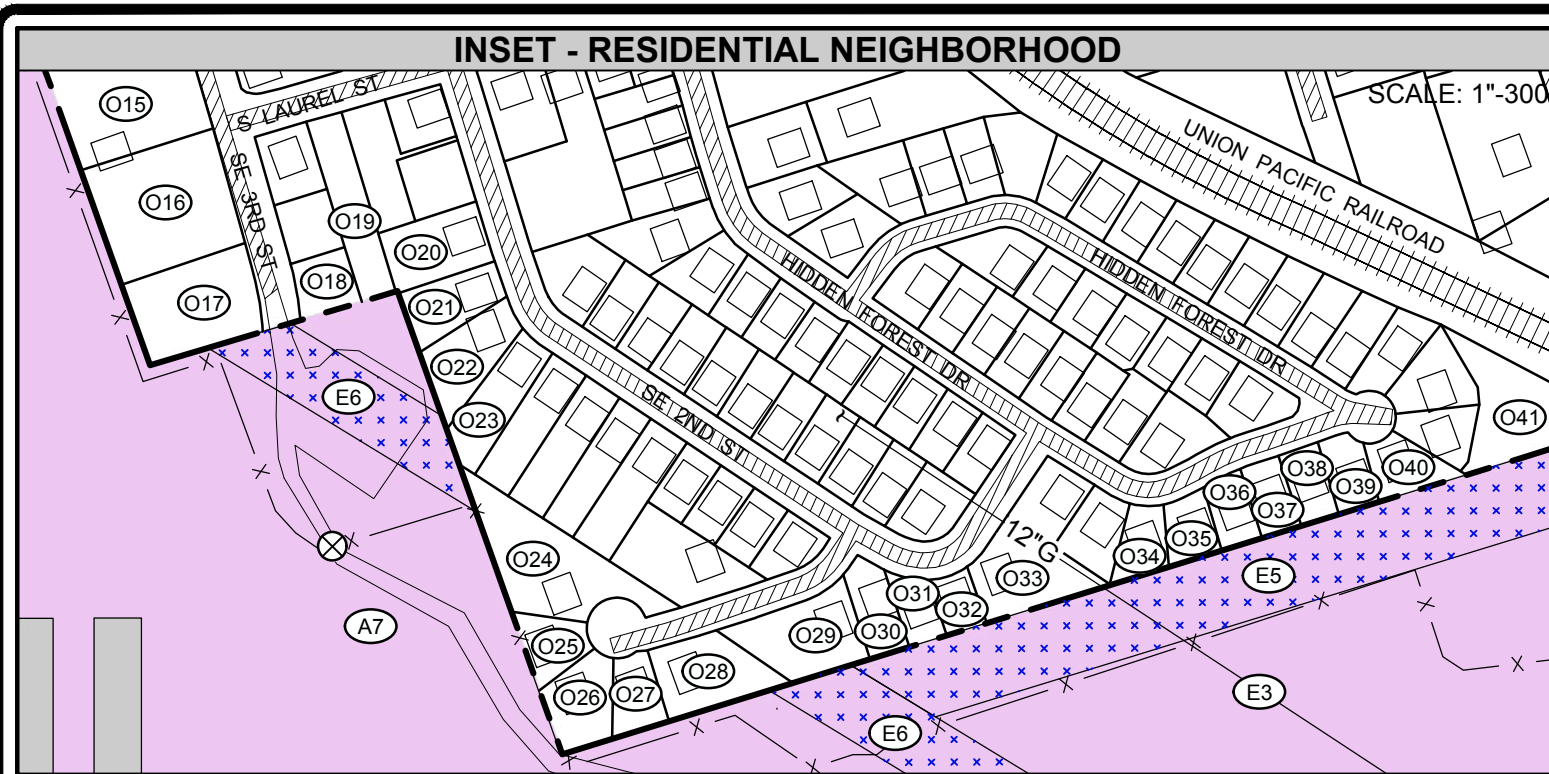 INSET - RESIDENTIAL NEIGHBORHOOD
SCALE: 1"-300
O15
S LAUREL ST
UNION PACIFIC RAILROAD
SE 3RD ST
O16
O19
O20
O18
O17
O21
HIDDEN FOREST DR
HIDDEN FOREST DR
O22
E6
SE 2ND ST
O23
O41
O38
O40
O39
O36
O37
12"G
O35
O34
O24
E5
O33
O31
O32
A7
O30
O29
O25
O28
O27
O26
E3
E6